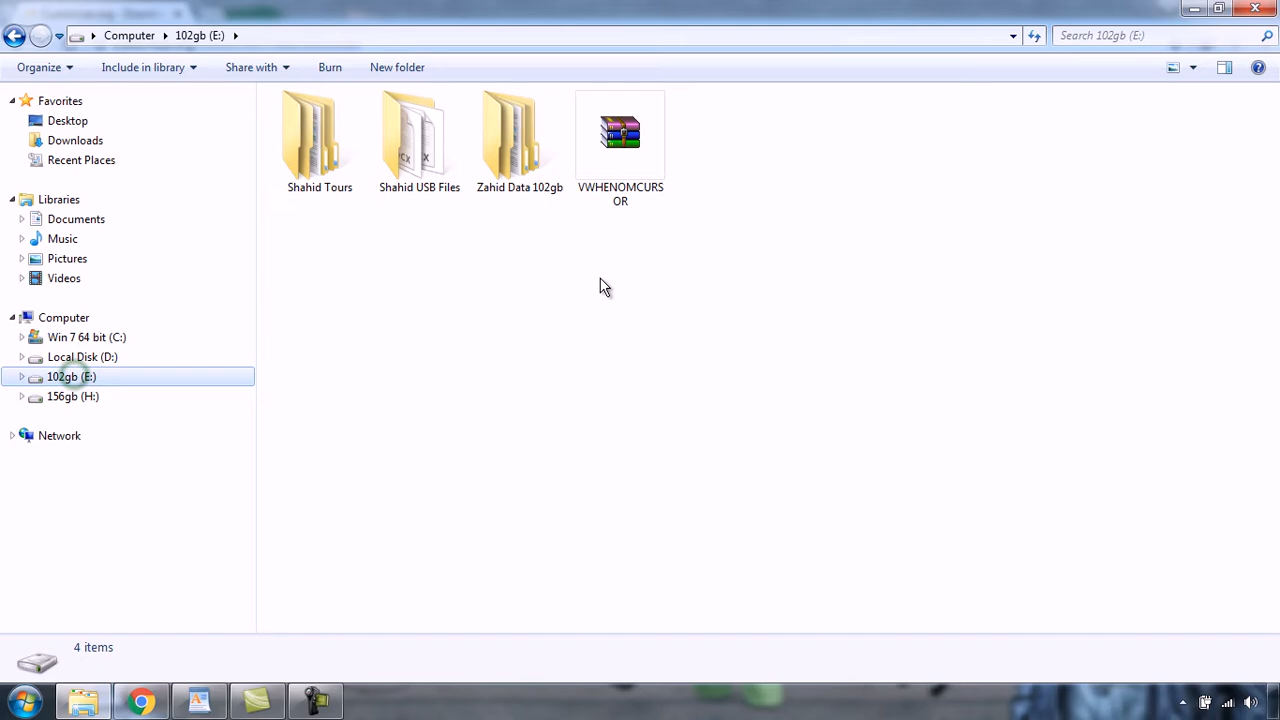 Computer 102gb (E:) Search 102gb (E:)
Organize Include in library Share with Burn New folder
Favorites
Desktop
Downloads
Recent Places
Libraries
Documents
Music
Pictures
Videos
Computer
Win 7 64 bit (C:)
Local Disk (D:)
102gb (E:)
156gb (H:)
Network
Shahid Tours
Shahid USB Files
Zahid Data 102gb
VWHENOMCURS
OR
4 items